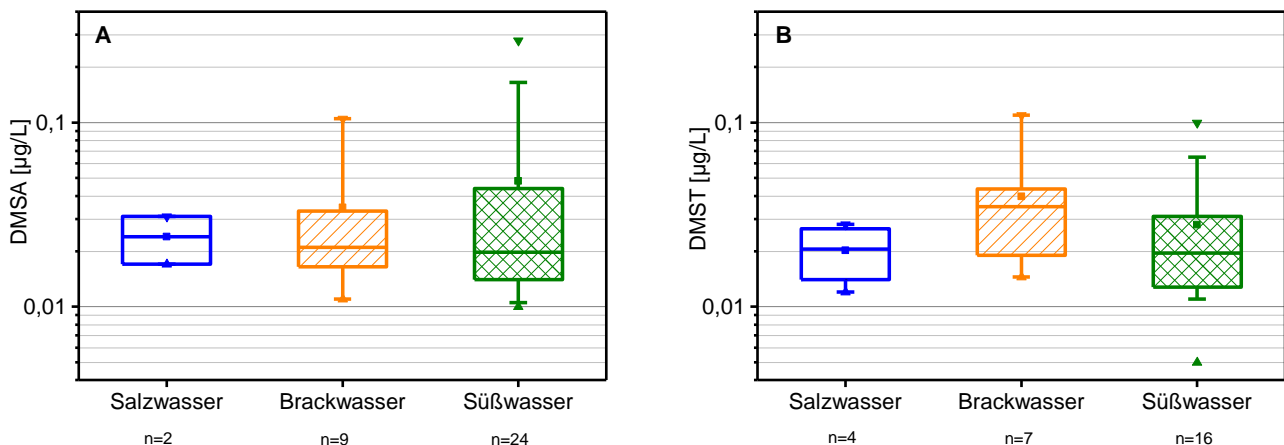 A
DMSA [µg/L]
0,1
0,01
Salzwasser
Brackwasser
Süßwasser
n=2
n=9
n=24
B
DMST [µg/L]
0,1
0,01
Salzwasser
Brackwasser
Süßwasser
n=4
n=7
n=16